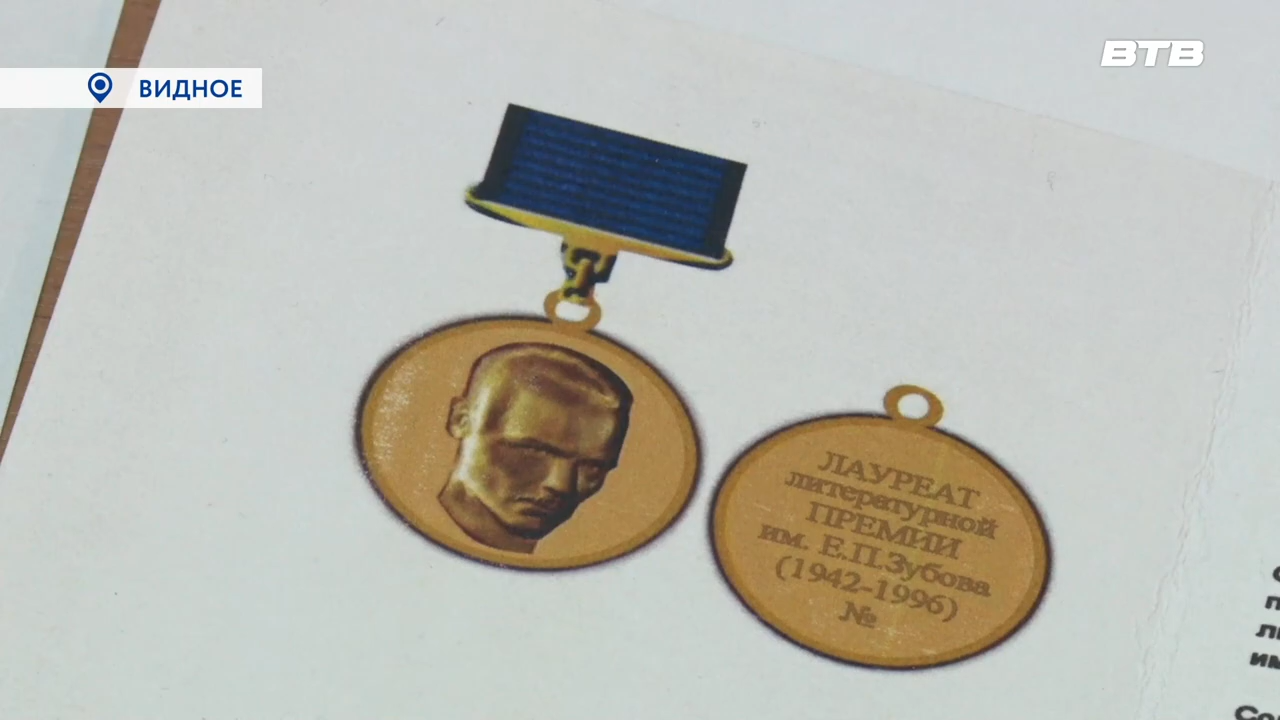 ВТВ
ВИДНОЕ
ЛАУРЕАТ
литературной
ПРЕМИИ
им. Е.П.Зубова
(1942-1996)
№